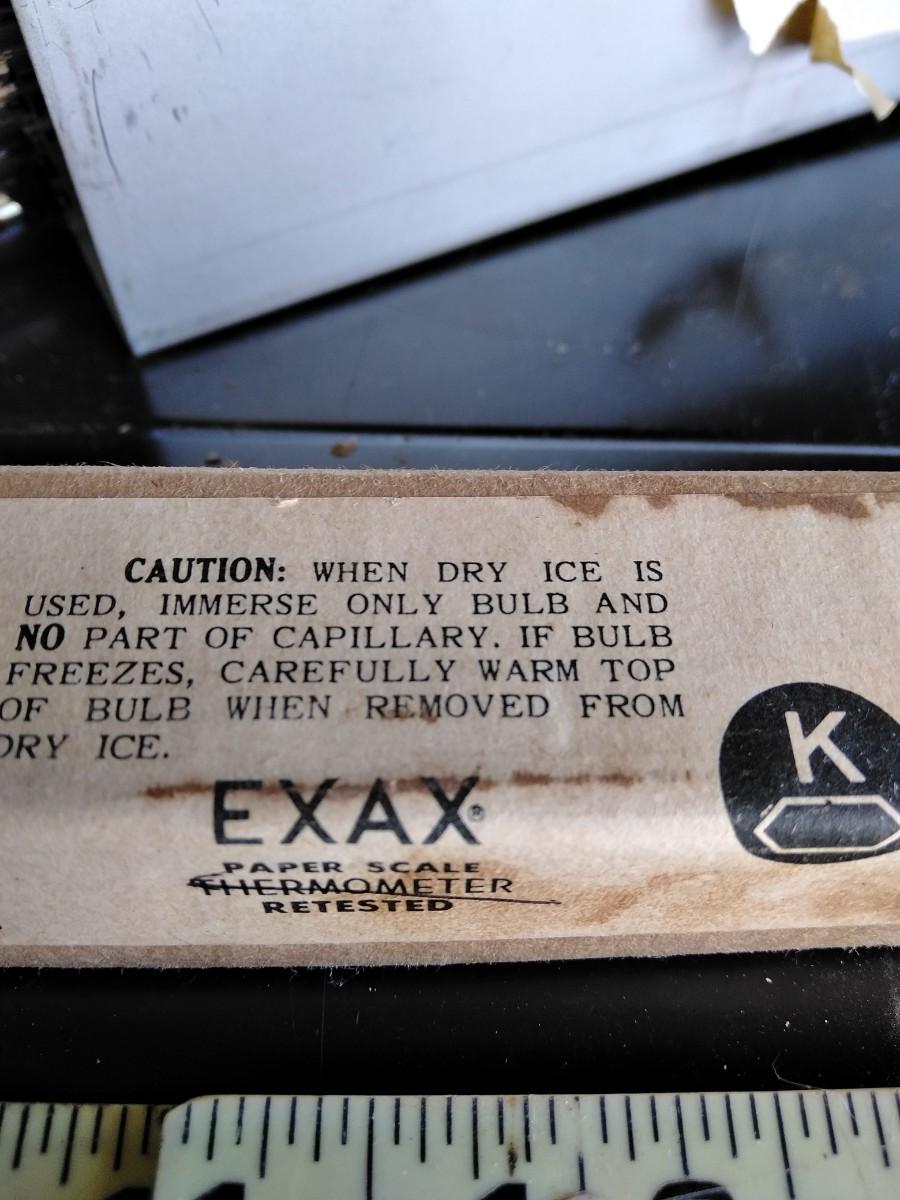 CAUTION: WHEN DRY ICE IS
USED, IMMERSE ONLY BULB AND
NO PART OF CAPILLARY. IF BULB
FREEZES, CAREFULLY WARM TOP
OF BULB WHEN REMOVED FROM
DRY ICE.
K
EXAX®
PAPER SCALE
THERMOMETER
RETESTED